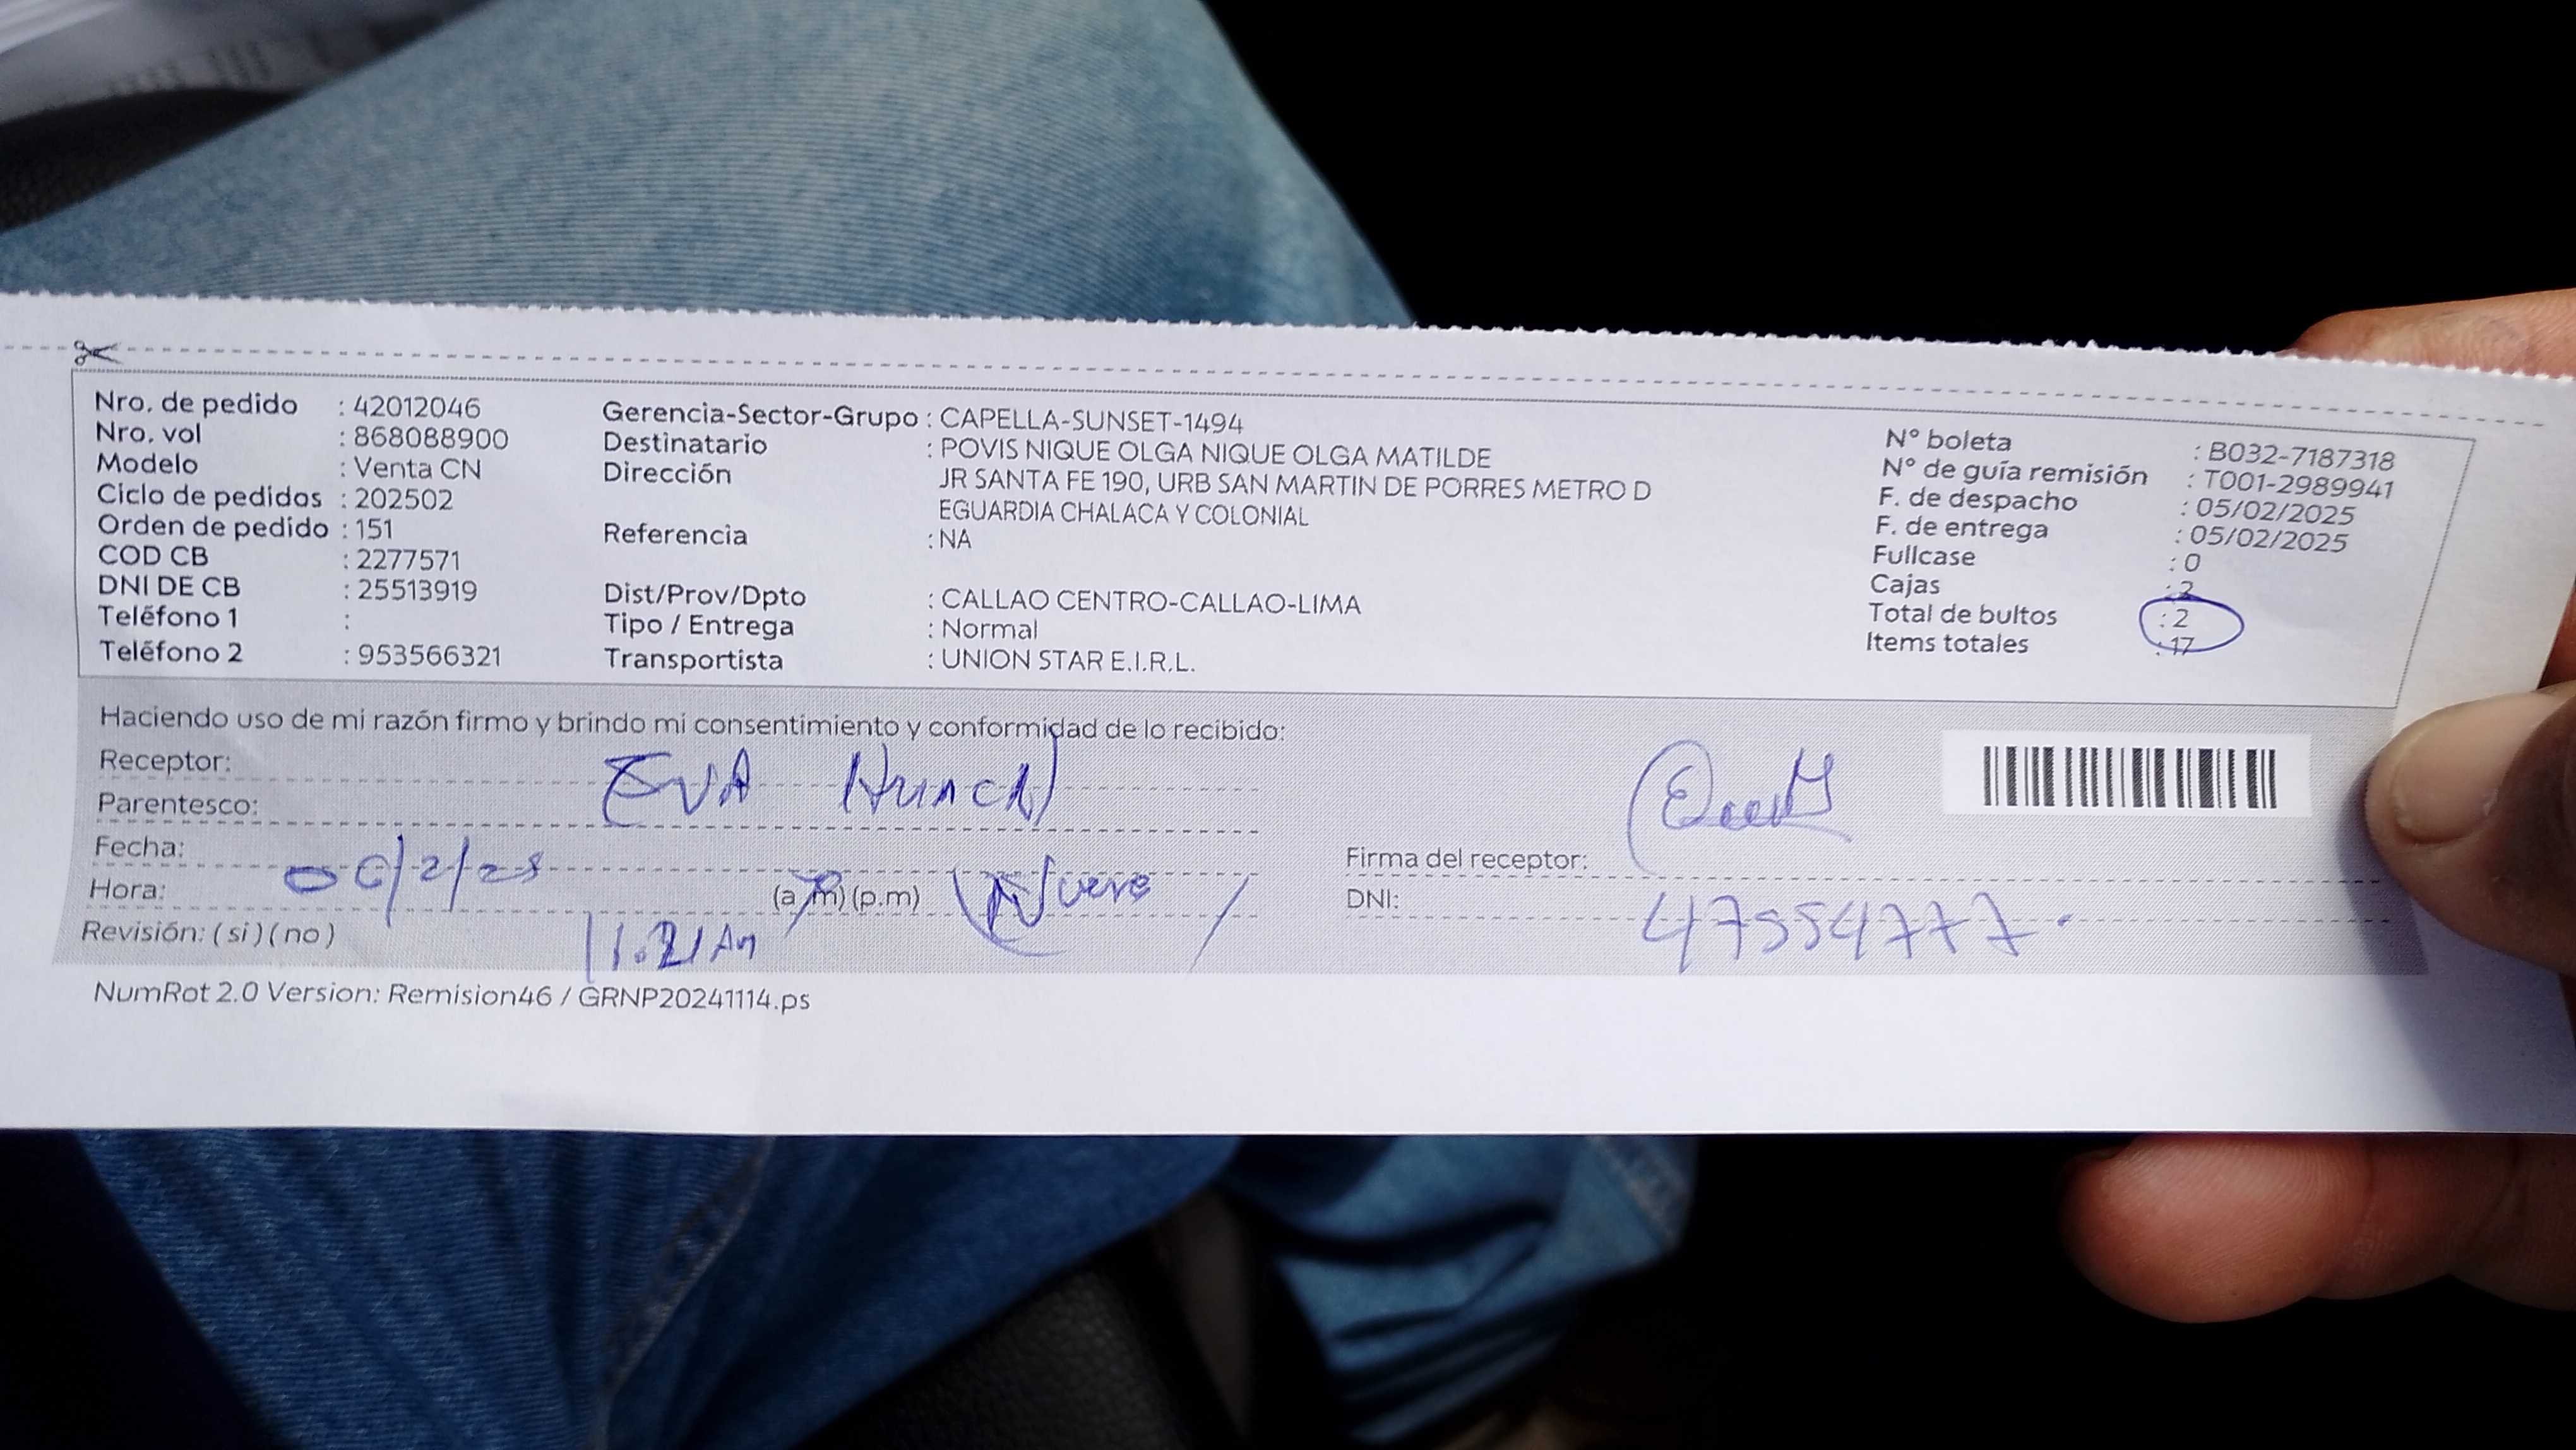 Nro. de pedido : 42012046
Nro. vol : 868088900
Modelo : Venta CN
Ciclo de pedidos : 202502
Orden de pedido : 151
COD CB : 2277571
DNI DE CB : 25513919
Teléfono 1 :
Teléfono 2 : 953566321
Gerencia-Sector-Grupo : CAPELLA-SUNSET-1494
Destinatario : POVIS NIQUE OLGA NIQUE OLGA MATILDE
Dirección JR SANTA FE 190, URB SAN MARTIN DE PORRES METRO D
EGUARDIA CHALACA Y COLONIAL
Referencia : NA
Dist/Prov/Dpto : CALLAO CENTRO-CALLAO-LIMA
Tipo / Entrega : Normal
Transportista : UNION STAR E.I.R.L.
N° boleta : B032-7187318
N° de guía remisión : T001-2989941
F. de despacho : 05/02/2025
F. de entrega : 05/02/2025
Fullcase : 0
Cajas : 2
Total de bultos : 2
Items totales : 17
Haciendo uso de mi razón firmo y brindo mi consentimiento y conformidad de lo recibido:
Receptor: EVA
Parentesco:
Fecha: 06/2/25
Hora: (a.m) (p.m)
Revisión: (si) (no) 11:21 Am
Firma del receptor:
DNI: 47554777
NumRot 2.0 Version: Remision46 / GRNP20241114.ps